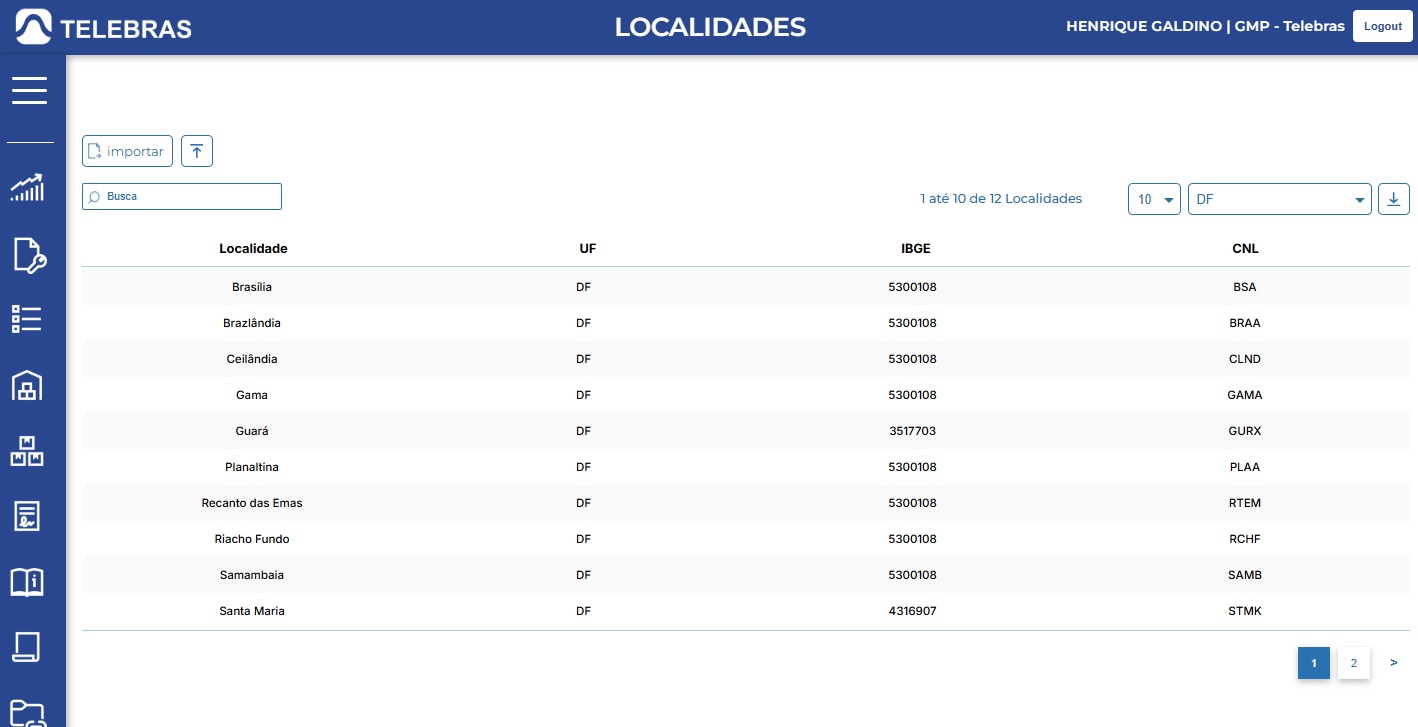 TELEBRAS
LOCALIDADES
HENRIQUE GALDINO | GMP - Telebras
Logout
importar
Busca
1 até 10 de 12 Localidades
10
DF
Localidade UF IBGE CNL
Brasília DF 5300108 BSA
Brazlândia DF 5300108 BRAA
Ceilândia DF 5300108 CLND
Gama DF 5300108 GAMA
Guará DF 3517703 GURX
Planaltina DF 5300108 PLAA
Recanto das Emas DF 5300108 RTEM
Riacho Fundo DF 5300108 RCHF
Samambaia DF 5300108 SAMB
Santa Maria DF 4316907 STMK
1 2 >